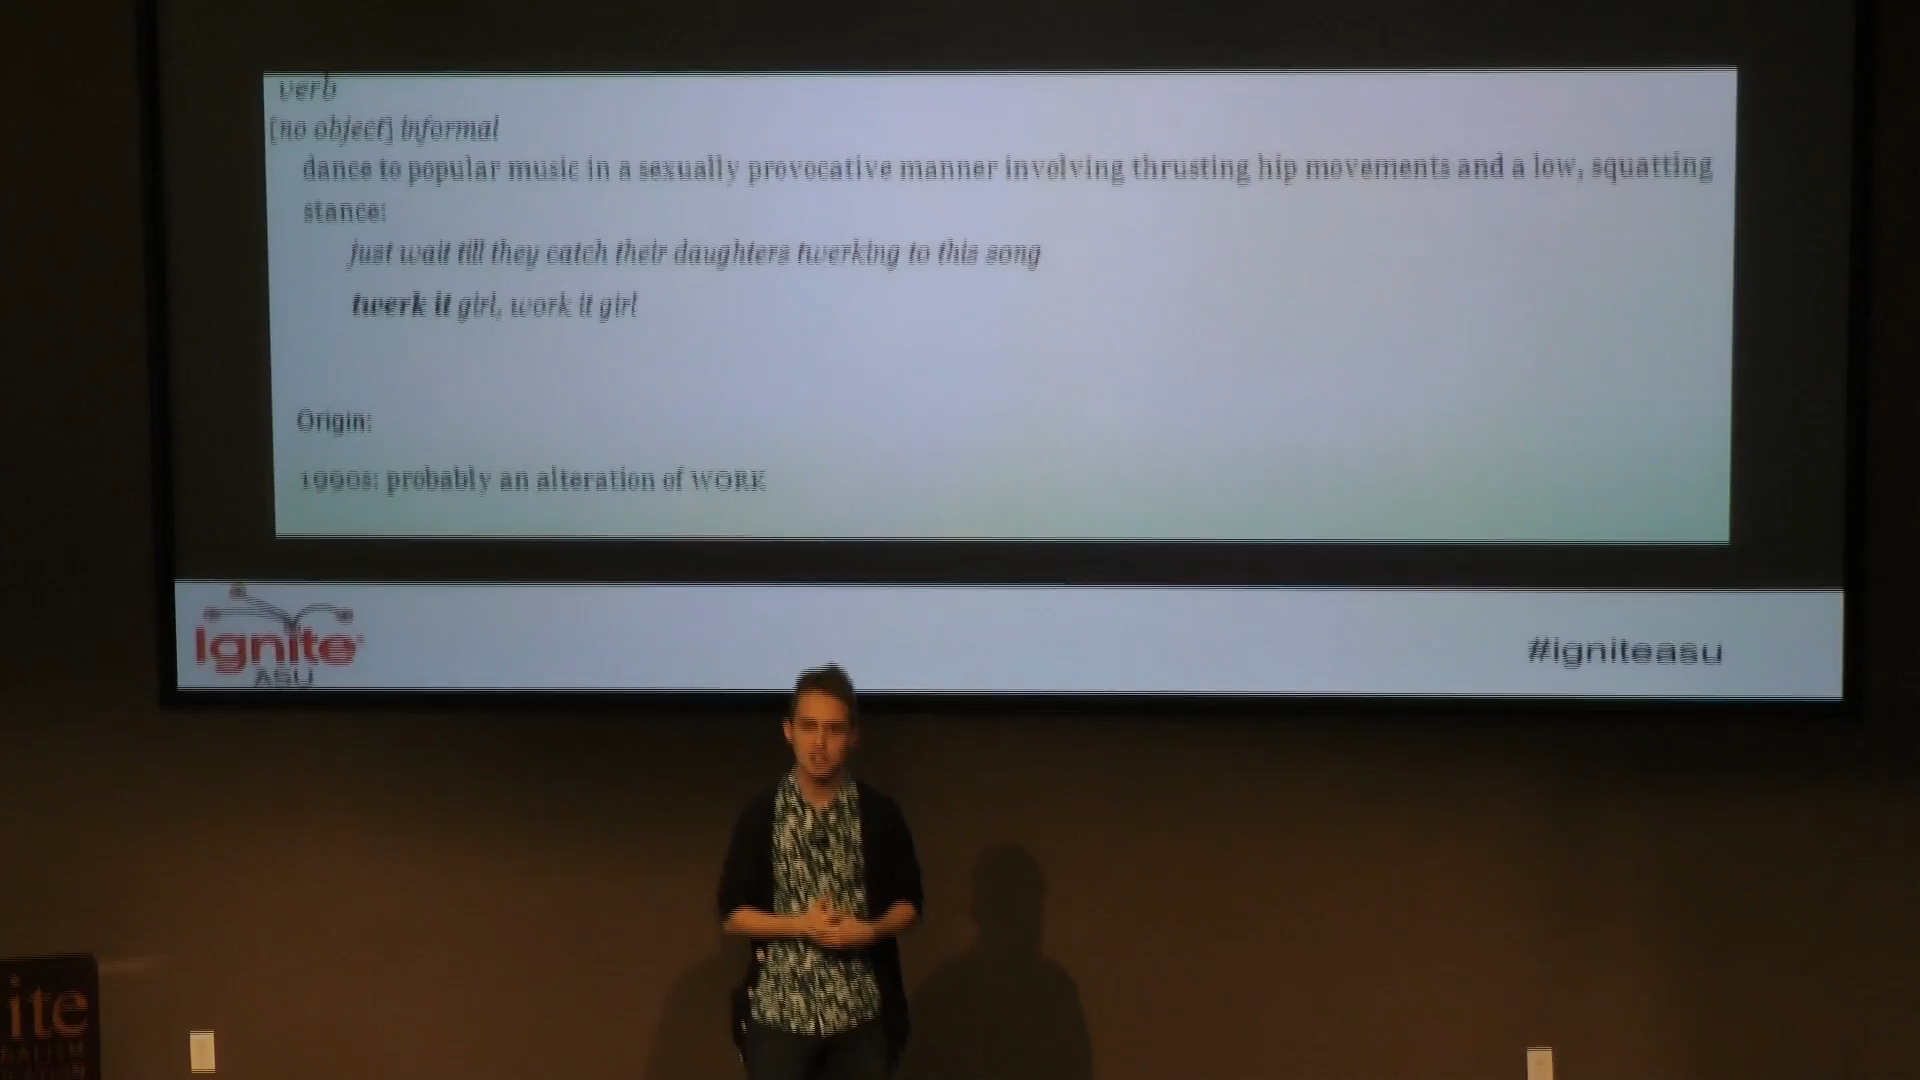 verb
[no object] informal
dance to popular music in a sexually provocative manner involving thrusting hip movements and a low, squatting
stance:
just wait till they catch their daughters twerking to this song
twerk it girl, work it girl
Origin:
1990s: probably an alteration of WORK
Ignite
ASU
#igniteasu
ite